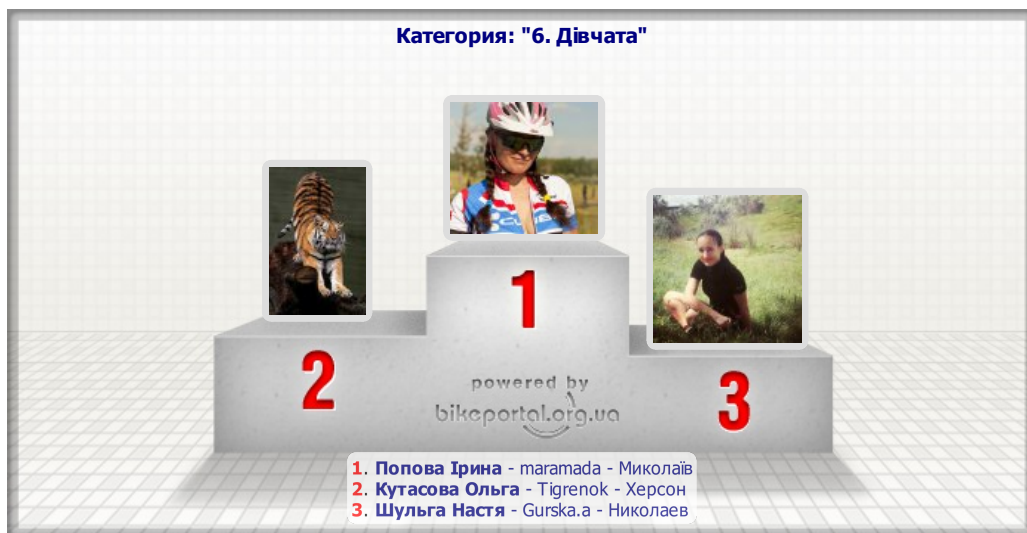 Категория: "6. Дівчата"
1
2
3
powered by
bikeportal.org.ua
1. Попова Ірина - maramada - Миколаїв
2. Кутасова Ольга - Tigrenok - Херсон
3. Шульга Настя - Gurska.a - Николаев